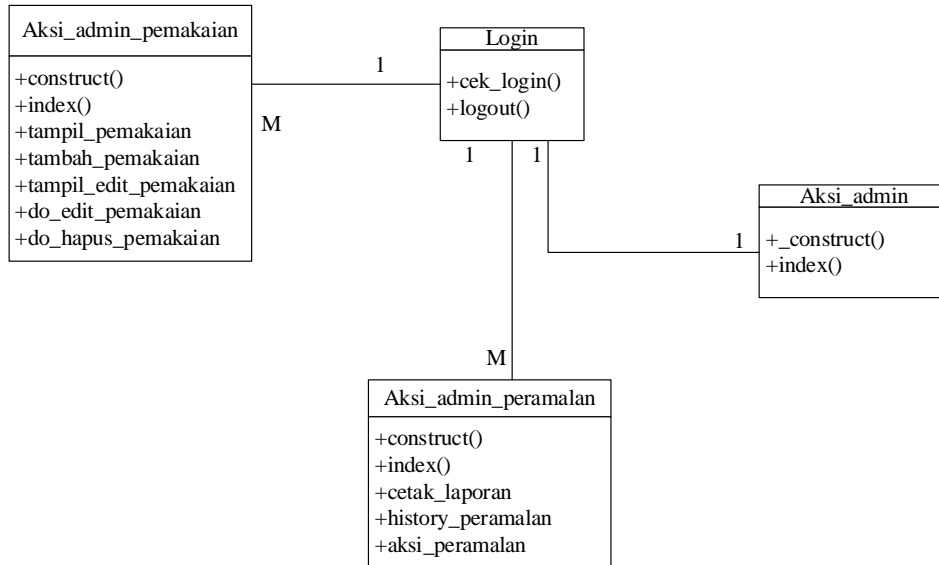 Aksi_admin_pemakaian
+construct()
+index()
+tampil_pemakaian
+tambah_pemakaian
+tampil_edit_pemakaian
+do_edit_pemakaian
+do_hapus_pemakaian
1
M
Login
+cek_login()
+logout()
1
1
Aksi_admin
+_construct()
+index()
1
M
Aksi_admin_peramalan
+construct()
+index()
+cetak_laporan
+history_peramalan
+aksi_peramalan